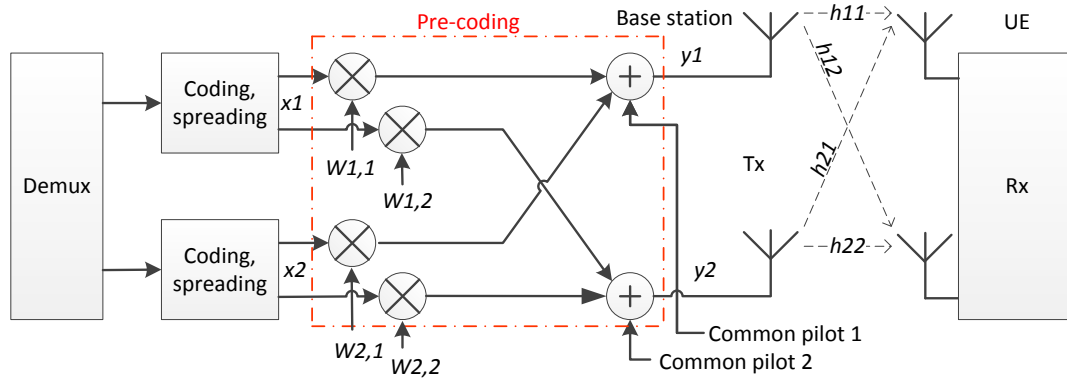 Pre-coding
Base station
UE
Demux
Coding,
spreading
x1
W1,1
W1,2
y1
h11
h12
h21
h22
Tx
Rx
Coding,
spreading
x2
W2,1
W2,2
y2
Common pilot 1
Common pilot 2